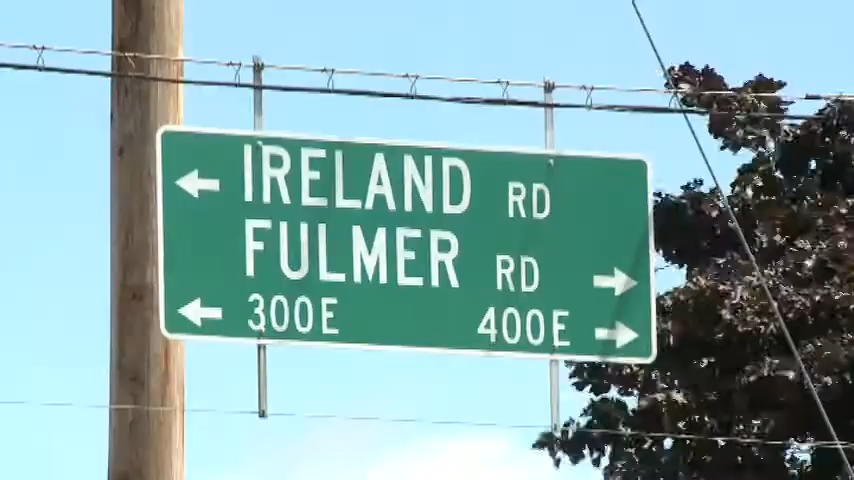 ← IRELAND RD
FULMER RD →
← 300E 400E →